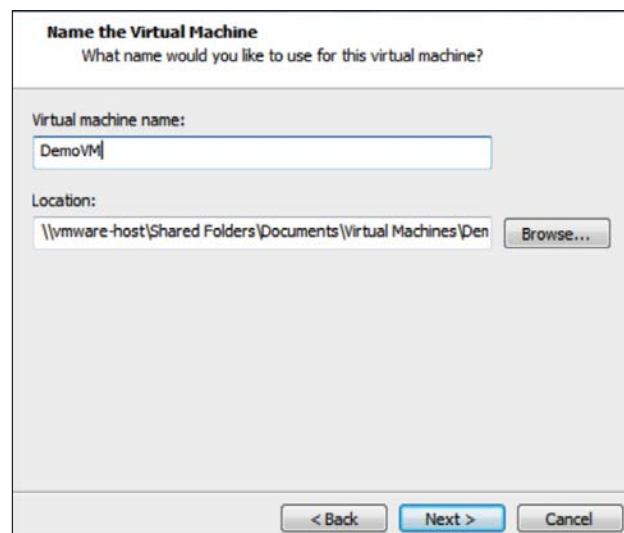 Name the Virtual Machine
What name would you like to use for this virtual machine?
Virtual machine name:
DemoVM
Location:
\\vmware-host\Shared Folders\Documents\Virtual Machines\Den
Browse...
< Back
Next >
Cancel